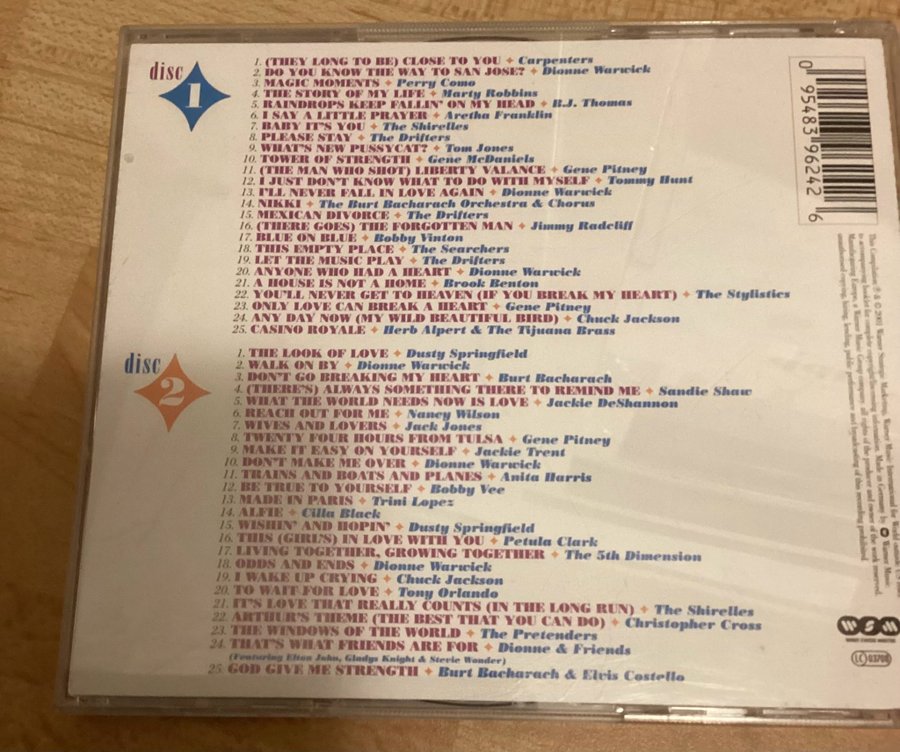 disc
1
1. (THEY LONG TO BE) CLOSE TO YOU ✦ Carpenters
2. DO YOU KNOW THE WAY TO SAN JOSE? ✦ Dionne Warwick
3. MAGIC MOMENTS ✦ Perry Como
4. THE STORY OF MY LIFE ✦ Marty Robbins
5. RAINDROPS KEEP FALLIN' ON MY HEAD ✦ B.J. Thomas
6. I SAY A LITTLE PRAYER ✦ Aretha Franklin
7. BABY IT'S YOU ✦ The Shirelles
8. PLEASE STAY ✦ The Drifters
9. WHAT'S NEW PUSSYCAT? ✦ Tom Jones
10. TOWER OF STRENGTH ✦ Gene McDaniels
11. (THE MAN WHO SHOT) LIBERTY VALANCE ✦ Gene Pitney
12. I JUST DON'T KNOW WHAT TO DO WITH MYSELF ✦ Tommy Hunt
13. I'LL NEVER FALL IN LOVE AGAIN ✦ Dionne Warwick
14. NIKKI ✦ The Burt Bacharach Orchestra & Chorus
15. MEXICAN DIVORCE ✦ The Drifters
16. (THERE GOES) THE FORGOTTEN MAN ✦ Jimmy Radcliff
17. BLUE ON BLUE ✦ Bobby Vinton
18. THIS EMPTY PLACE ✦ The Searchers
19. LET THE MUSIC PLAY ✦ The Drifters
20. ANYONE WHO HAD A HEART ✦ Dionne Warwick
21. A HOUSE IS NOT A HOME ✦ Brook Benton
22. YOU'LL NEVER GET TO HEAVEN (IF YOU BREAK MY HEART) ✦ The Stylistics
23. ONLY LOVE CAN BREAK A HEART ✦ Gene Pitney
24. ANY DAY NOW (MY WILD BEAUTIFUL BIRD) ✦ Chuck Jackson
25. CASINO ROYALE ✦ Herb Alpert & The Tijuana Brass
disc
2
1. THE LOOK OF LOVE ✦ Dusty Springfield
2. WALK ON BY ✦ Dionne Warwick
3. DON'T GO BREAKING MY HEART ✦ Burt Bacharach
4. (THERE'S) ALWAYS SOMETHING THERE TO REMIND ME ✦ Sandie Shaw
5. WHAT THE WORLD NEEDS NOW IS LOVE ✦ Jackie DeShannon
6. REACH OUT FOR ME ✦ Nancy Wilson
7. WIVES AND LOVERS ✦ Jack Jones
8. TWENTY FOUR HOURS FROM TULSA ✦ Gene Pitney
9. MAKE IT EASY ON YOURSELF ✦ Jackie Trent
10. DON'T MAKE ME OVER ✦ Dionne Warwick
11. TRAINS AND BOATS AND PLANES ✦ Anita Harris
12. BE TRUE TO YOURSELF ✦ Bobby Vee
13. MADE IN PARIS ✦ Trini Lopez
14. ALFIE ✦ Cilla Black
15. WISHIN' AND HOPIN' ✦ Dusty Springfield
16. THIS (GIRL'S) IN LOVE WITH YOU ✦ Petula Clark
17. LIVING TOGETHER, GROWING TOGETHER ✦ The 5th Dimension
18. ODDS AND ENDS ✦ Dionne Warwick
19. I WAKE UP CRYING ✦ Chuck Jackson
20. TO WAIT FOR LOVE ✦ Tony Orlando
21. IT'S LOVE THAT REALLY COUNTS (IN THE LONG RUN) ✦ The Shirelles
22. ARTHUR'S THEME (THE BEST THAT YOU CAN DO) ✦ Christopher Cross
23. THE WINDOWS OF THE WORLD ✦ The Pretenders
24. THAT'S WHAT FRIENDS ARE FOR ✦ Dionne & Friends
(Featuring Elton John, Gladys Knight & Stevie Wonder)
25. GOD GIVE ME STRENGTH ✦ Burt Bacharach & Elvis Costello
0 95483 96242 6
wsm
LC 03708